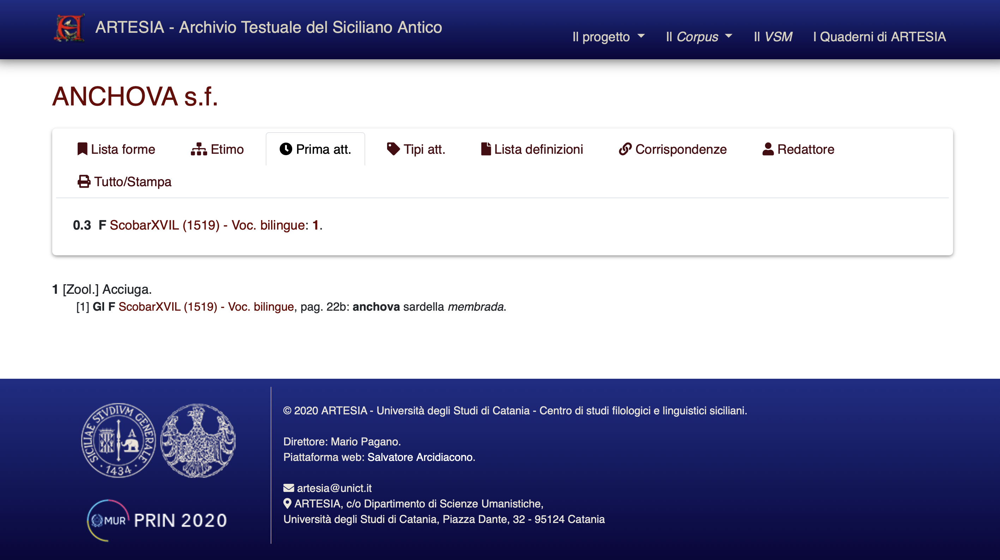 ARTESIA - Archivio Testuale del Siciliano Antico
Il progetto
Il Corpus
Il VSM
I Quaderni di ARTESIA
ANCHOVA s.f.
Lista forme
Etimo
Prima att.
Tipi att.
Lista definizioni
Corrispondenze
Redattore
Tutto/Stampa
0.3 F ScobarXVIL (1519) - Voc. bilingue: 1.
1 [Zool.] Acciuga.
[1] Gl F ScobarXVIL (1519) - Voc. bilingue, pag. 22b: anchova sardella membrada.
SICILIAE STVDIVM GENERALE
A
· 1434 ·
MUR PRIN 2020
© 2020 ARTESIA - Università degli Studi di Catania - Centro di studi filologici e linguistici siciliani.
Direttore: Mario Pagano.
Piattaforma web: Salvatore Arcidiacono.
artesia@unict.it
ARTESIA, c/o Dipartimento di Scienze Umanistiche,
Università degli Studi di Catania, Piazza Dante, 32 - 95124 Catania